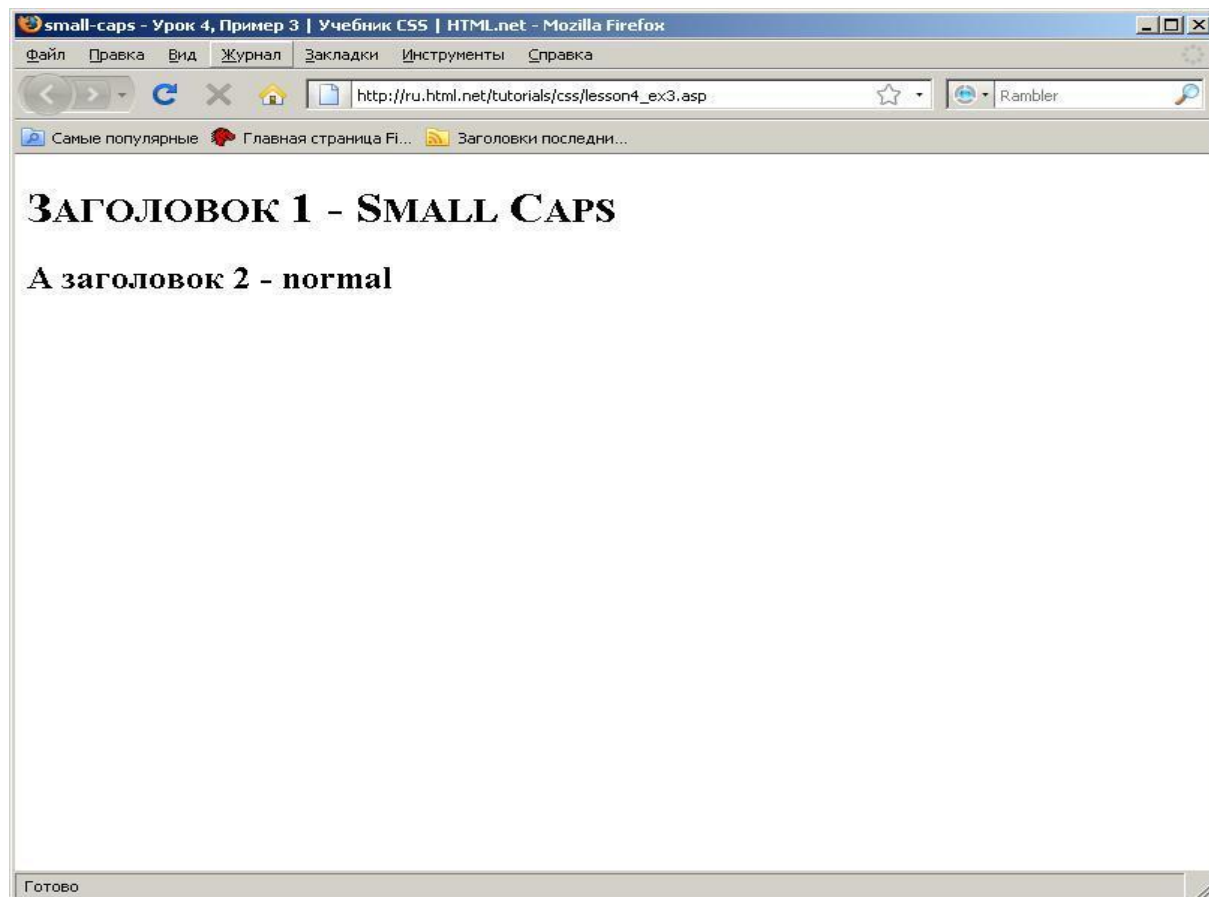 small-caps - Урок 4, Пример 3 | Учебник CSS | HTML.net - Mozilla Firefox
Файл Правка Вид Журнал Закладки Инструменты Справка
http://ru.html.net/tutorials/css/lesson4_ex3.asp Rambler
Самые популярные Главная страница Fi... Заголовки последни...
Заголовок 1 - Small Caps
А заголовок 2 - normal
Готово